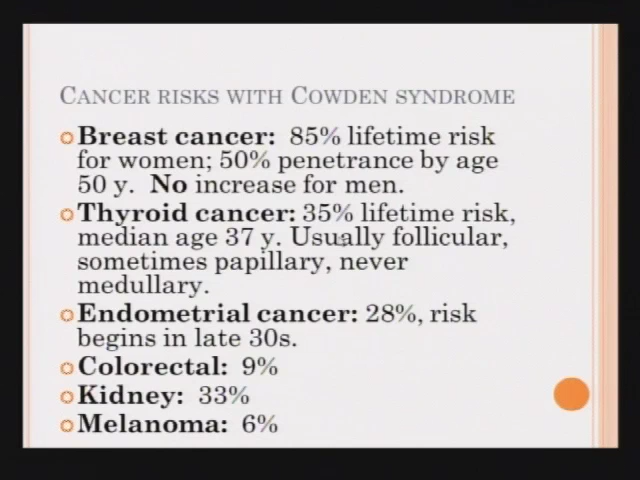 CANCER RISKS WITH COWDEN SYNDROME
Breast cancer: 85% lifetime risk
for women; 50% penetrance by age
50 y. No increase for men.
Thyroid cancer: 35% lifetime risk,
median age 37 y. Usually follicular,
sometimes papillary, never
medullary.
Endometrial cancer: 28%, risk
begins in late 30s.
Colorectal: 9%
Kidney: 33%
Melanoma: 6%